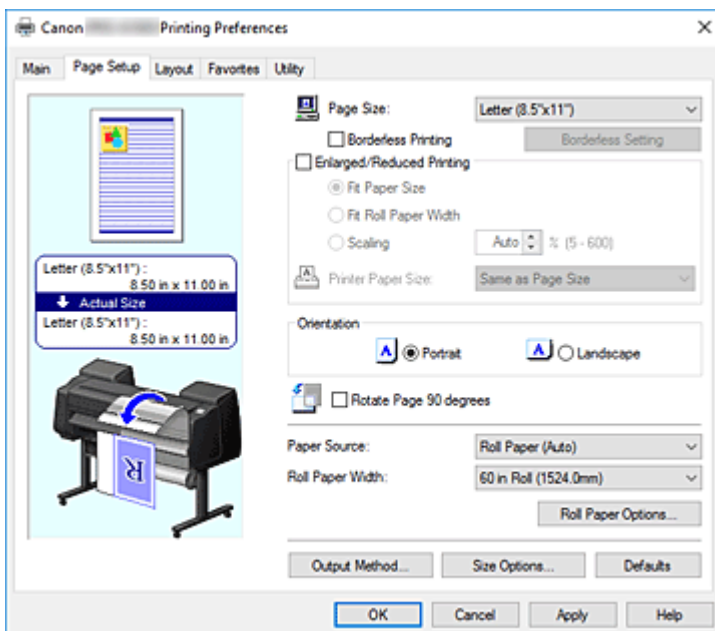 Canon Printing Preferences
Main Page Setup Layout Favorites Utility
Page Size: Letter (8.5"x11")
Borderless Printing Borderless Setting
Enlarged/Reduced Printing
Fit Paper Size
Fit Roll Paper Width
Scaling Auto % (5 - 600)
Printer Paper Size: Same as Page Size
Letter (8.5"x11") :
8.50 in x 11.00 in
Actual Size
Letter (8.5"x11") :
8.50 in x 11.00 in
Orientation
A Portrait A Landscape
Rotate Page 90 degrees
R
Paper Source: Roll Paper (Auto)
Roll Paper Width: 60 in Roll (1524.0mm)
Roll Paper Options...
Output Method... Size Options... Defaults
OK Cancel Apply Help